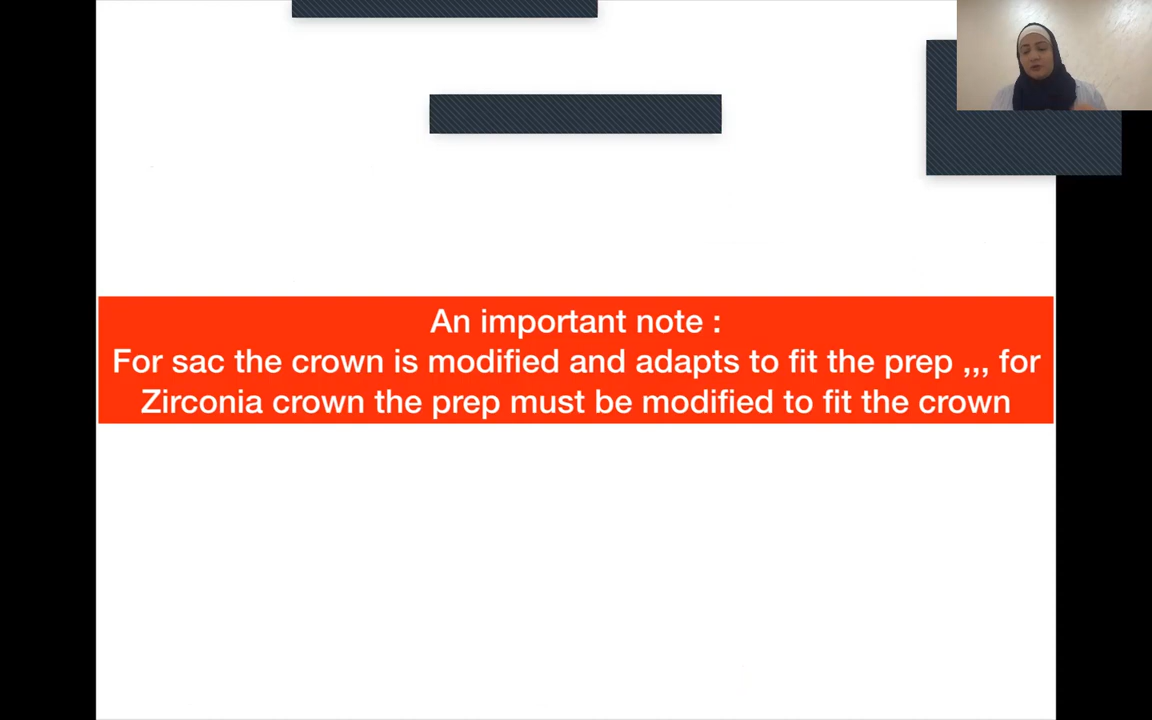 An important note :
For sac the crown is modified and adapts to fit the prep ,,, for
Zirconia crown the prep must be modified to fit the crown